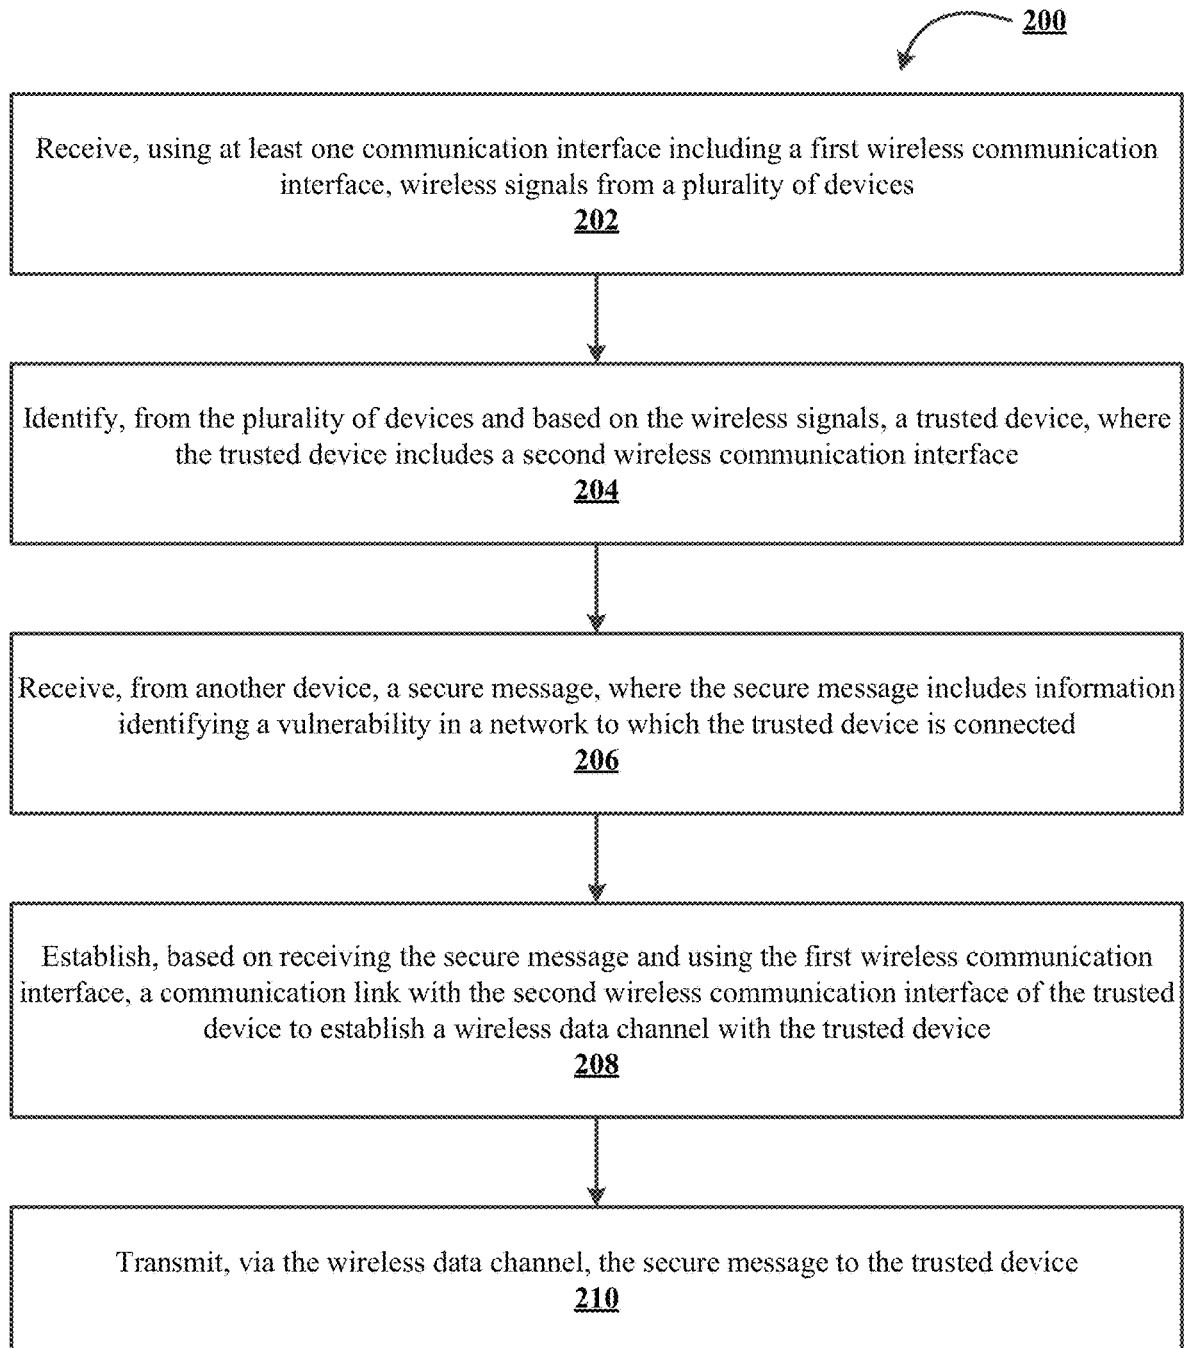 200
Receive, using at least one communication interface including a first wireless communication
interface, wireless signals from a plurality of devices
202
Identify, from the plurality of devices and based on the wireless signals, a trusted device, where
the trusted device includes a second wireless communication interface
204
Receive, from another device, a secure message, where the secure message includes information
identifying a vulnerability in a network to which the trusted device is connected
206
Establish, based on receiving the secure message and using the first wireless communication
interface, a communication link with the second wireless communication interface of the trusted
device to establish a wireless data channel with the trusted device
208
Transmit, via the wireless data channel, the secure message to the trusted device
210